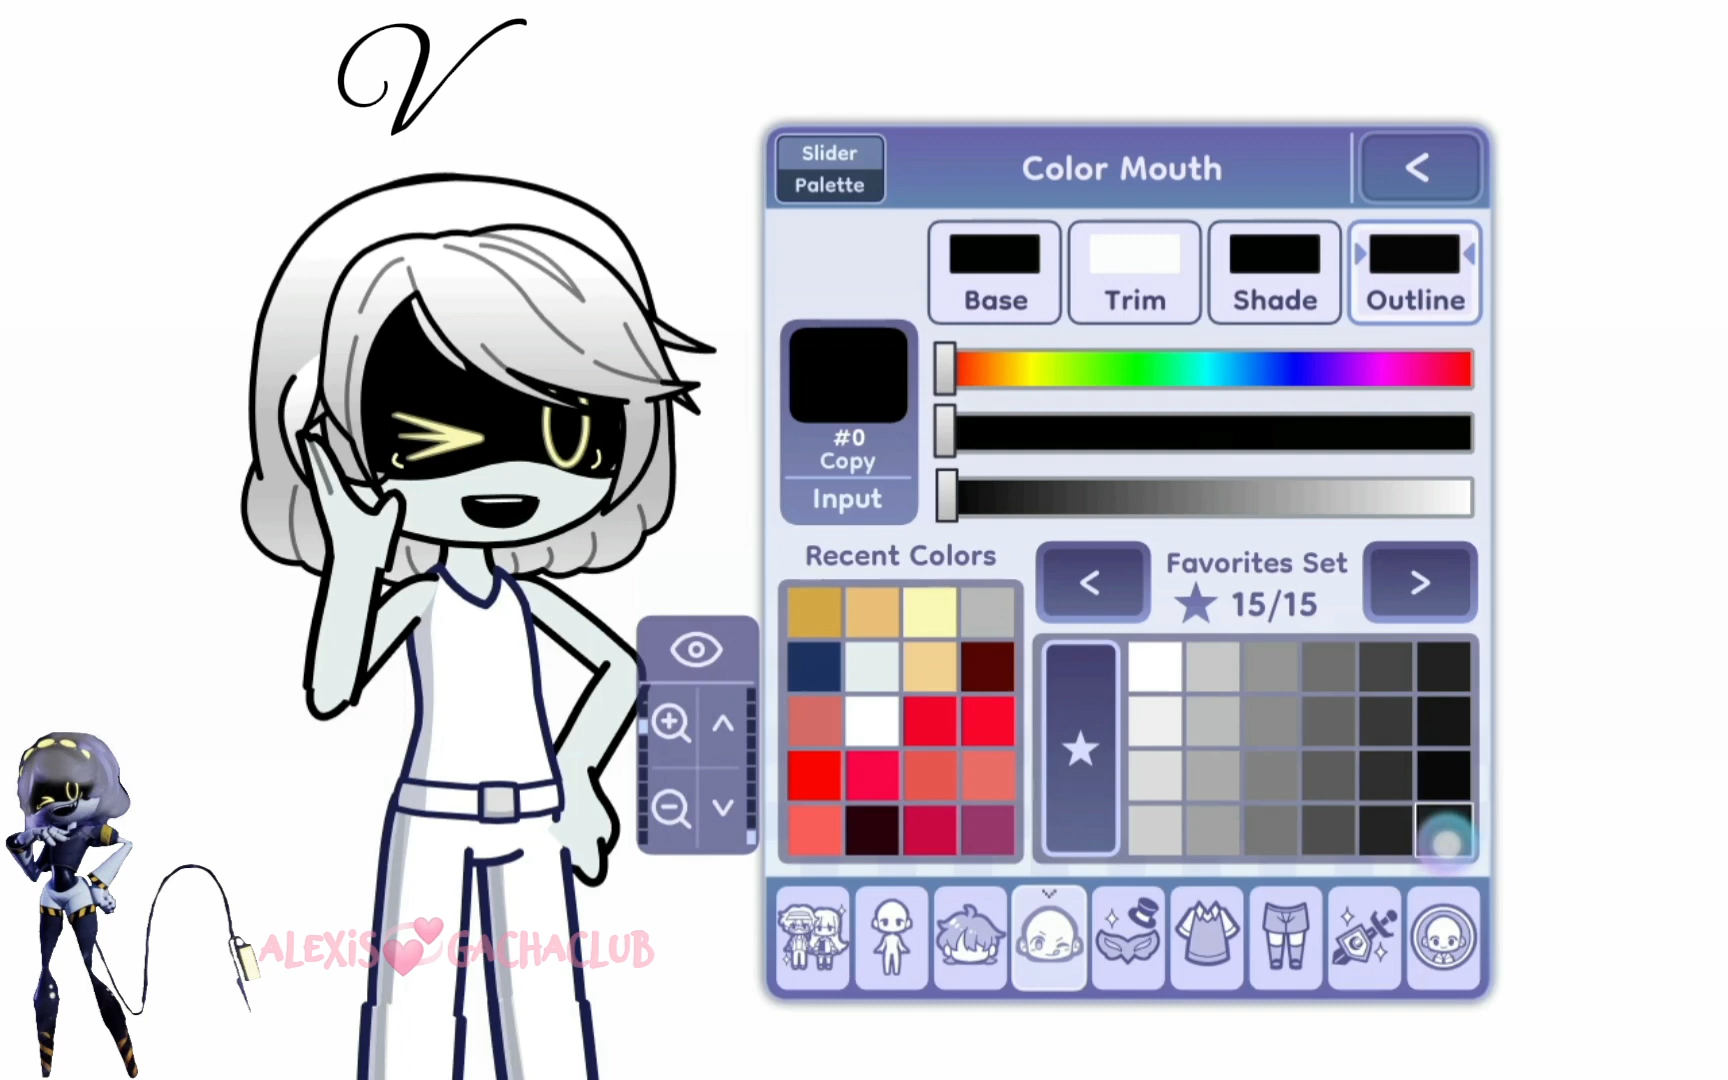 V
Slider
Palette
Color Mouth
<
Base
Trim
Shade
Outline
#0
Copy
Input
Recent Colors
<
Favorites Set
15/15
>
ALEXIS GACHACLUB